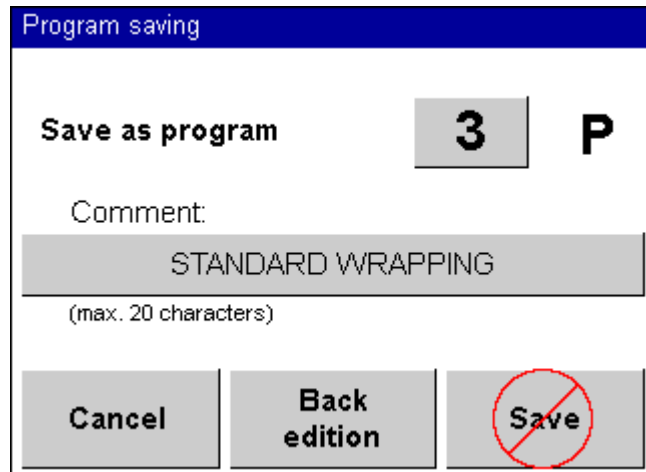 Program saving
Save as program 3 P
Comment:
STANDARD WRAPPING
(max. 20 characters)
Cancel Back edition Save